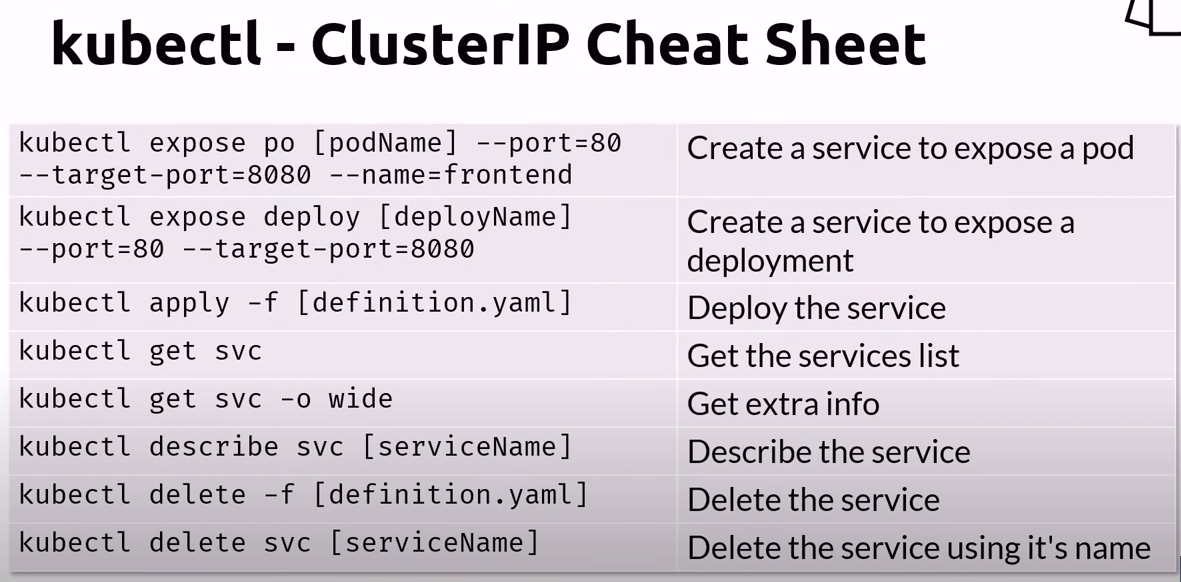 kubectl - ClusterIP Cheat Sheet
kubectl expose po [podName] --port=80
--target-port=8080 --name=frontend
Create a service to expose a pod
kubectl expose deploy [deployName]
--port=80 --target-port=8080
Create a service to expose a
deployment
kubectl apply -f [definition.yaml]
Deploy the service
kubectl get svc
Get the services list
kubectl get svc -o wide
Get extra info
kubectl describe svc [serviceName]
Describe the service
kubectl delete -f [definition.yaml]
Delete the service
kubectl delete svc [serviceName]
Delete the service using it's name